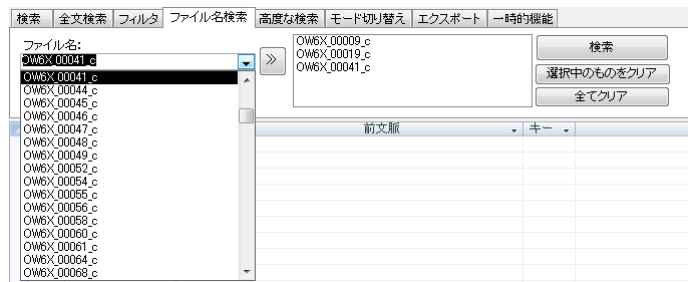 検索 全文検索 フィルタ ファイル名検索 高度な検索 モード切り替え エクスポート 一時的機能
ファイル名:
OW6X_00041_c
>>
OW6X_00009_c
OW6X_00019_c
OW6X_00041_c
検索
選択中のものをクリア
全てクリア
OW6X_00041_c
OW6X_00044_c
OW6X_00045_c
OW6X_00046_c
OW6X_00047_c
OW6X_00048_c
OW6X_00049_c
OW6X_00052_c
OW6X_00054_c
OW6X_00055_c
OW6X_00056_c
OW6X_00058_c
OW6X_00060_c
OW6X_00061_c
OW6X_00064_c
OW6X_00068_c
前文脈 キー